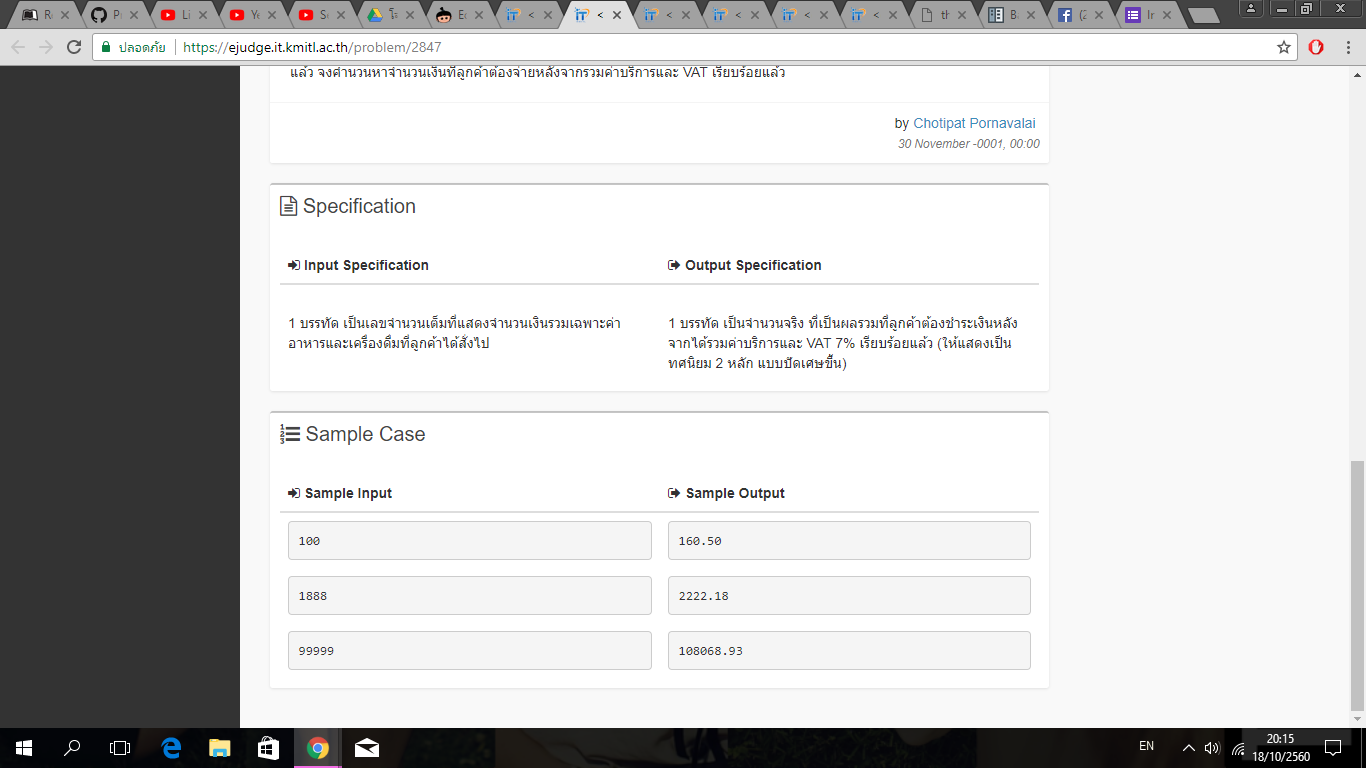 Li
Ye
ปลอดภัย
https://ejudge.it.kmitl.ac.th/problem/2847
แล้ว จงคำนวนหาจำนวนเงินที่ลูกค้าต้องจ่ายหลังจากรวมค่าบริการและ VAT เรียบร้อยแล้ว
by Chotipat Pornavalai
30 November -0001, 00:00
Specification
Input Specification
1 บรรทัด เป็นเลขจำนวนเต็มที่แสดงจำนวนเงินรวมเฉพาะค่า
อาหารและเครื่องดื่มที่ลูกค้าได้สั่งไป
Output Specification
1 บรรทัด เป็นจำนวนจริง ที่เป็นผลรวมที่ลูกค้าต้องชำระเงินหลัง
จากได้รวมค่าบริการและ VAT 7% เรียบร้อยแล้ว (ให้แสดงเป็น
ทศนิยม 2 หลัก แบบปัดเศษขึ้น)
Sample Case
Sample Input
Sample Output
100
160.50
1888
2222.18
99999
108068.93
EN
20:15
18/10/2560